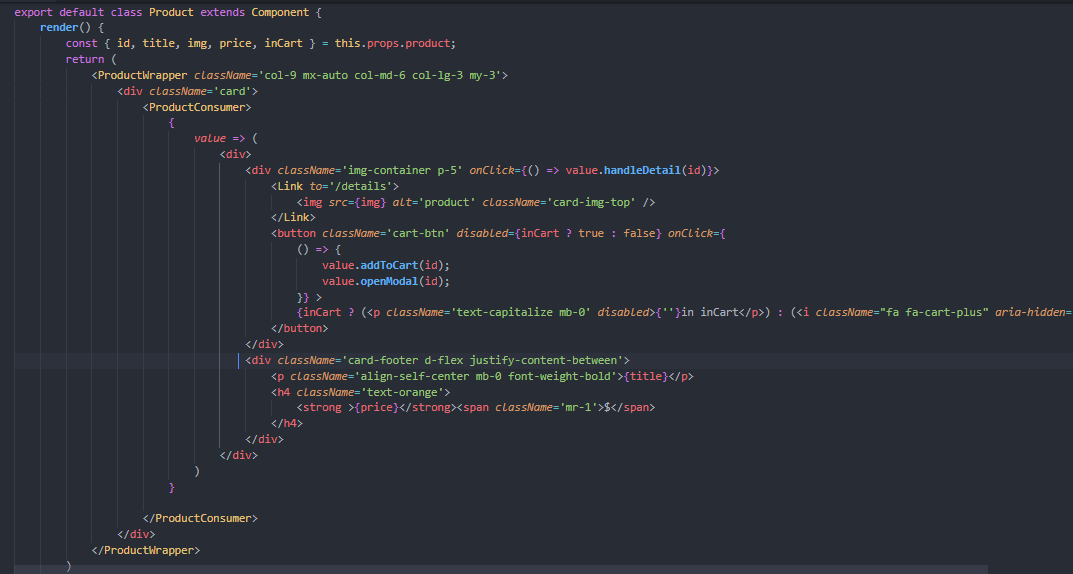 export default class Product extends Component {
render() {
const { id, title, img, price, inCart } = this.props.product;
return (
<ProductWrapper className='col-9 mx-auto col-md-6 col-lg-3 my-3'>
<div className='card'>
<ProductConsumer>
{
value => (
<div>
<div className='img-container p-5' onClick={() => value.handleDetail(id)}>
<Link to='/details'>
<img src={img} alt='product' className='card-img-top' />
</Link>
<button className='cart-btn' disabled={inCart ? true : false} onClick={
() => {
value.addToCart(id);
value.openModal(id);
}} >
{inCart ? (<p className='text-capitalize mb-0' disabled>{''}in inCart</p>) : (<i className="fa fa-cart-plus" aria-hidden=
</button>
</div>
<div className='card-footer d-flex justify-content-between'>
<p className='align-self-center mb-0 font-weight-bold'>{title}</p>
<h4 className='text-orange'>
<strong >{price}</strong><span className='mr-1'>$</span>
</h4>
</div>
</div>
)
}
</ProductConsumer>
</div>
</ProductWrapper>
)